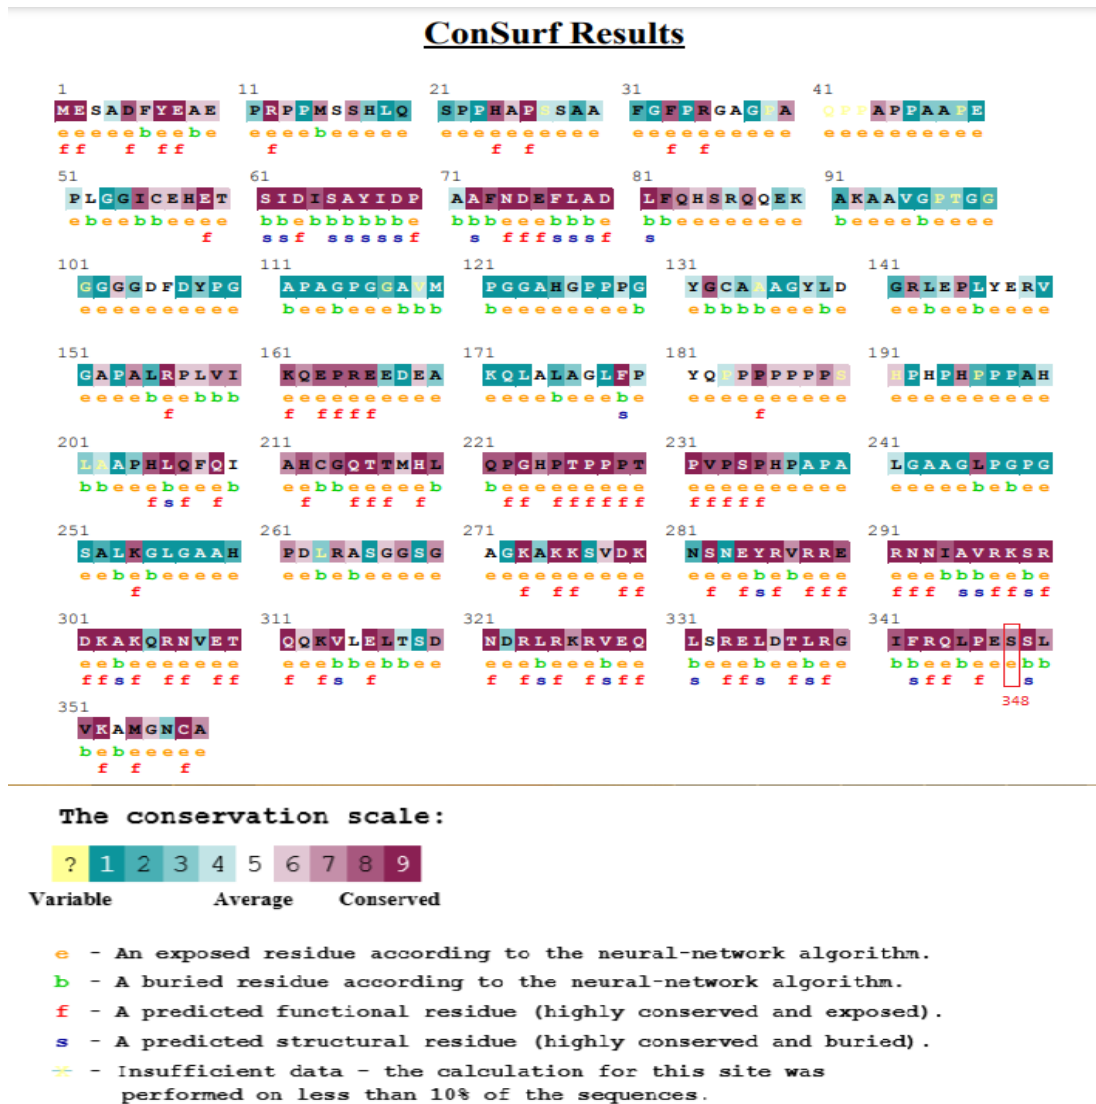 ConSurf Results
1 11 21 31 41
MESADFYEAE PRPPMSSHLQ SPPHAPSSAA FGFPRGAGPA QPPAPPAAPE
eeeeebeebe eeeebeeeee eeeeeeeeee eeeeeeeeee eeeeeeeeee
ff f ff f f f f f
51 61 71 81 91
PLGGICEHET SIDISAYIDP AAFNDEFLAD LFQHSRQQEK AKAAVGPTGG
ebeebbeeee bbebbbbbbe bbbeeebbbe bbeeeeeeee ebeeebeeee
f ssf sssssf s fffsssf s
101 111 121 131 141
GGGGDFDYPG APAGPGGAVM PGGAHGPPPG YGCAAAGYLD GRLEPLYERV
eeeeeeeeee beebeeebbb beeeeeeeeb ebbbbeeebe eebeebeeee
151 161 171 181 191
GAPALRPLVI KQEPREEDEA KQLALAGLFP YQPPPPPPPS HPHPHPPPAH
eeeebeebbb eeeeeeeeee eeeebeeebe eeeeeeeeee eeeeeeeeee
f f ffff s f
201 211 221 231 241
LAAPHLQFQI AHCGQTTMHL QPGHPTPPPT PVPSPHPAPA LGAAGLPGPG
bbeeebeeeb eebbeeeeeb beeeeeeeee eeeeeeeeee eeeeebebee
fsf f f fff f ff ffffff fffff
251 261 271 281 291
SALKGLGAAH PDLRASGGSG AGKAKKSVDK NSNEYRVRRE RNNIAVRKSR
eebebeeeee eebebeeeee eeeeeeeeee eeeebebeee eeebbbeebe
f f ff ff f fsf fff fff ssffsf
301 311 321 331 341
DKAKQRNVET QQKVLELTSD NDRLRKRVEQ LSRELDTLRG IFRQLPESSL
eebeeeeeee eeebbebbee eeebeeebee beeebeebee bbeebeeebb
ffsf ff ff f fs f f fsf fsff s ffs fsf sff f s
348
351
VKAMGNCA
bebeeeee
f f f
The conservation scale:
? 1 2 3 4 5 6 7 8 9
Variable Average Conserved
e - An exposed residue according to the neural-network algorithm.
b - A buried residue according to the neural-network algorithm.
f - A predicted functional residue (highly conserved and exposed).
s - A predicted structural residue (highly conserved and buried).
X - Insufficient data - the calculation for this site was
performed on less than 10% of the sequences.